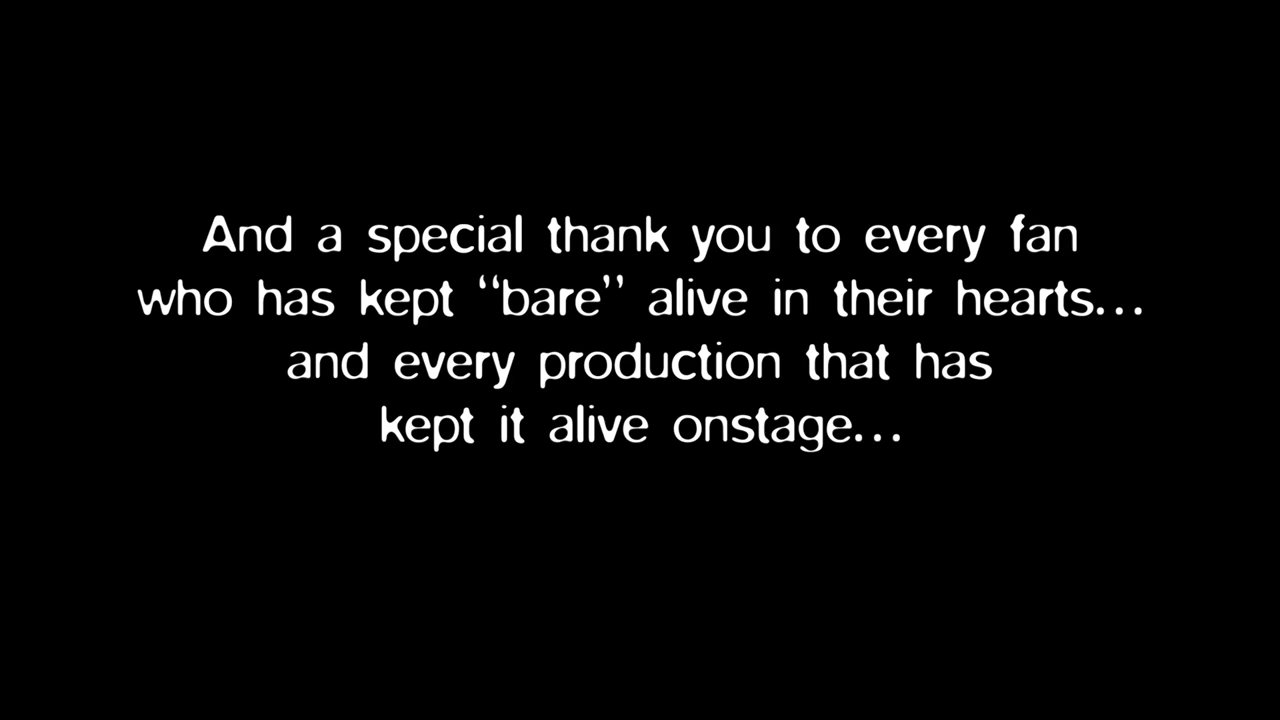 And a special thank you to every fan
who has kept “bare” alive in their hearts...
and every production that has
kept it alive onstage...